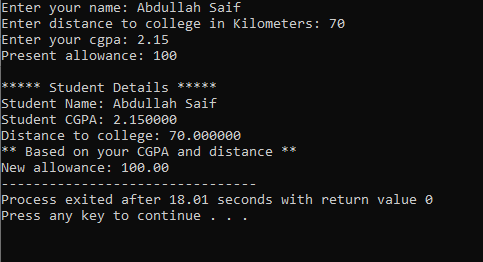 Enter your name: Abdullah Saif
Enter distance to college in Kilometers: 70
Enter your cgpa: 2.15
Present allowance: 100

***** Student Details *****
Student Name: Abdullah Saif
Student CGPA: 2.150000
Distance to college: 70.000000
** Based on your CGPA and distance **
New allowance: 100.00
--------------------------------
Process exited after 18.01 seconds with return value 0
Press any key to continue . . .